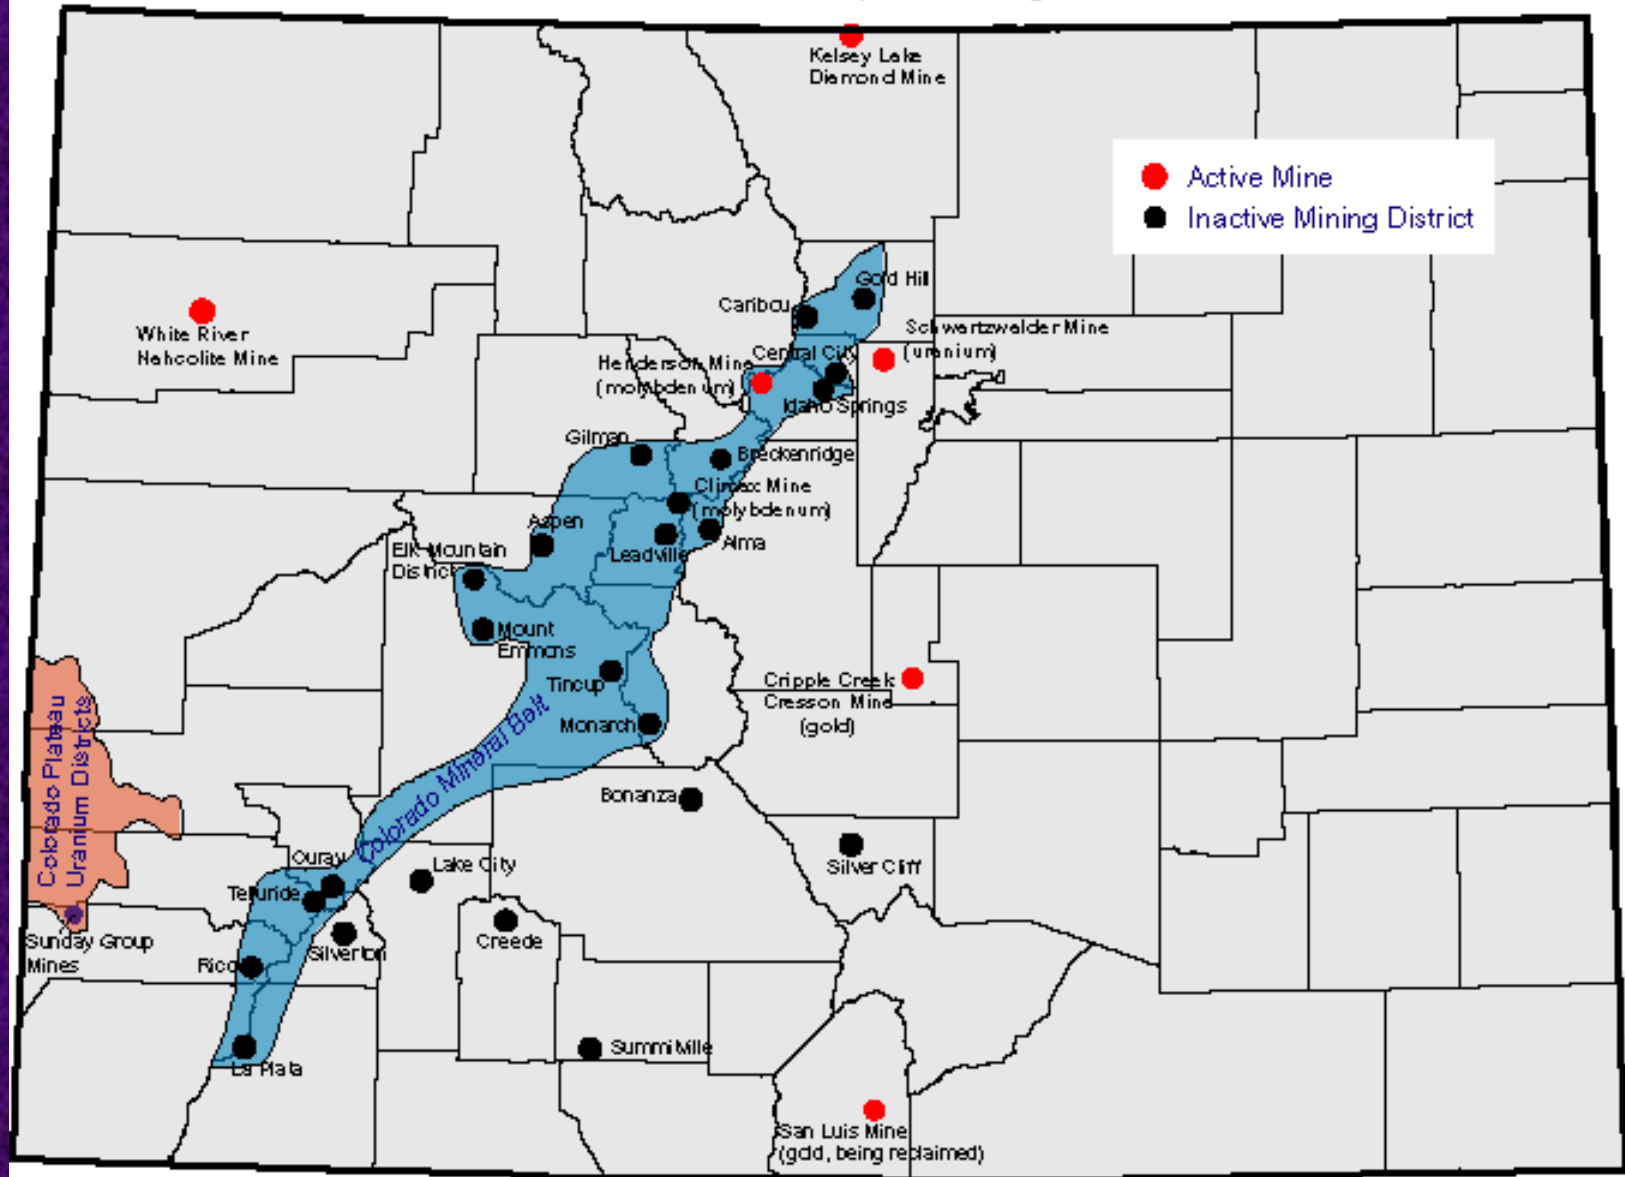 Kelsey Lake
Diamond Mine
Active Mine
Inactive Mining District
Gold Hill
Caribou
White River
Nahcolite Mine
Schwartzwalder Mine
(uranium)
Central City
Henderson Mine
(molybdenum)
Idaho Springs
Gilman
Breckenridge
Climax Mine
(molybdenum)
Aspen
Alma
Leadville
Elk Mountain
District
Mount
Emmons
Tincup
Cripple Creek
Cresson Mine
(gold)
Monarch
Colorado Mineral Belt
Colorado Plateau
Uranium Districts
Bonanza
Silver Cliff
Ouray
Lake City
Telluride
Creede
Sunday Group
Mines
Silverton
Rico
Summitville
La Plata
San Luis Mine
(gold, being reclaimed)